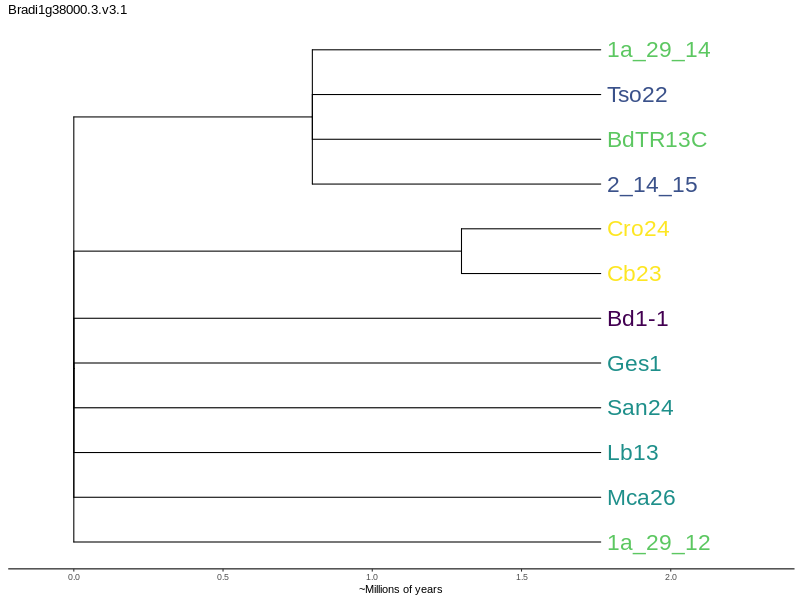 Bradi1g38000.3.v3.1
1a_29_14
Tso22
BdTR13C
2_14_15
Cro24
Cb23
Bd1-1
Ges1
San24
Lb13
Mca26
1a_29_12
0.0 0.5 1.0 1.5 2.0
~Millions of years